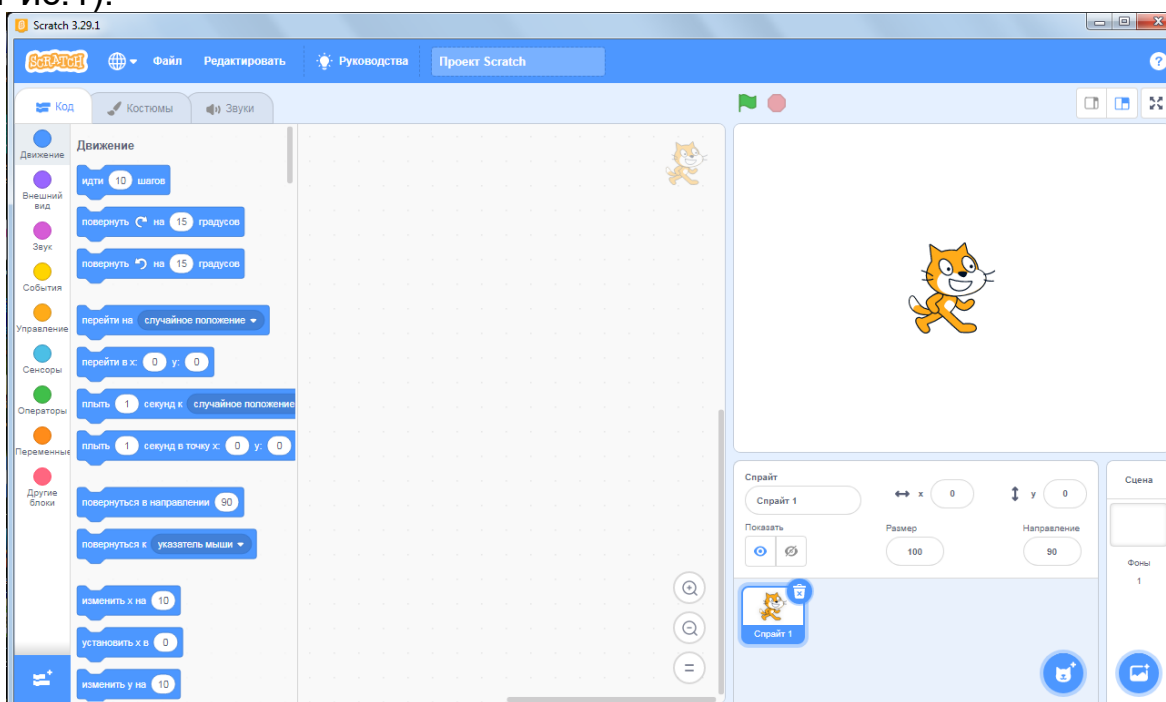 Рис.1).
Scratch 3.29.1
SCRATCH Файл Редактировать Руководства Проект Scratch ?
Код Костюмы Звуки
Движение
Внешний
вид
Звук
События
Управление
Сенсоры
Операторы
Переменные
Другие
блоки
Движение
идти 10 шагов
повернуть на 15 градусов
повернуть на 15 градусов
перейти на случайное положение
перейти в x: 0 y: 0
плыть 1 секунд к случайное положение
плыть 1 секунд в точку x: 0 y: 0
повернуться в направлении 90
повернуться к указатель мыши
изменить x на 10
установить x в 0
изменить y на 10
Спрайт
Спрайт 1 x 0 y 0
Показать Размер Направление
100 90
Спрайт 1
Сцена
Фоны
1